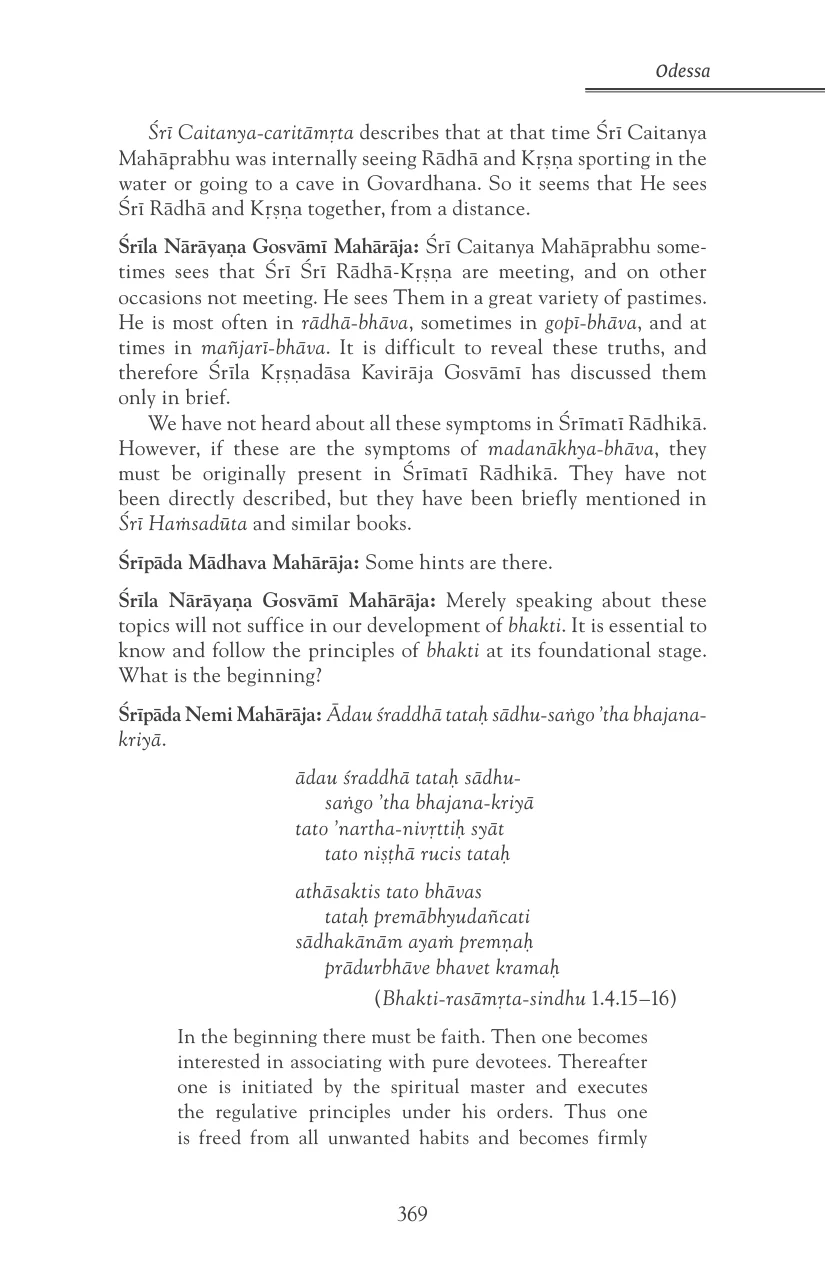 Odessa
Śrī Caitanya-caritāmṛta describes that at that time Śrī Caitanya
Mahāprabhu was internally seeing Rādhā and Kṛṣṇa sporting in the
water or going to a cave in Govardhana. So it seems that He sees
Śrī Rādhā and Kṛṣṇa together, from a distance.
Śrīla Nārāyaṇa Gosvāmī Mahārāja: Śrī Caitanya Mahāprabhu some-
times sees that Śrī Śrī Rādhā-Kṛṣṇa are meeting, and on other
occasions not meeting. He sees Them in a great variety of pastimes.
He is most often in rādhā-bhāva, sometimes in gopī-bhāva, and at
times in mañjarī-bhāva. It is difficult to reveal these truths, and
therefore Śrīla Kṛṣṇadāsa Kavirāja Gosvāmī has discussed them
only in brief.
We have not heard about all these symptoms in Śrīmatī Rādhikā.
However, if these are the symptoms of madanākhya-bhāva, they
must be originally present in Śrīmatī Rādhikā. They have not
been directly described, but they have been briefly mentioned in
Śrī Haṁsadūta and similar books.
Śrīpāda Mādhava Mahārāja: Some hints are there.
Śrīla Nārāyaṇa Gosvāmī Mahārāja: Merely speaking about these
topics will not suffice in our development of bhakti. It is essential to
know and follow the principles of bhakti at its foundational stage.
What is the beginning?
Śrīpāda Nemi Mahārāja: Ādau śraddhā tataḥ sādhu-saṅgo ’tha bhajana-
kriyā.
ādau śraddhā tataḥ sādhu-
saṅgo ’tha bhajana-kriyā
tato ’nartha-nivṛttiḥ syāt
tato niṣṭhā rucis tataḥ
athāsaktis tato bhāvas
tataḥ premābhyudañcati
sādhakānām ayaṁ premṇaḥ
prādurbhāve bhavet kramaḥ
(Bhakti-rasāmṛta-sindhu 1.4.15–16)
In the beginning there must be faith. Then one becomes
interested in associating with pure devotees. Thereafter
one is initiated by the spiritual master and executes
the regulative principles under his orders. Thus one
is freed from all unwanted habits and becomes firmly
369